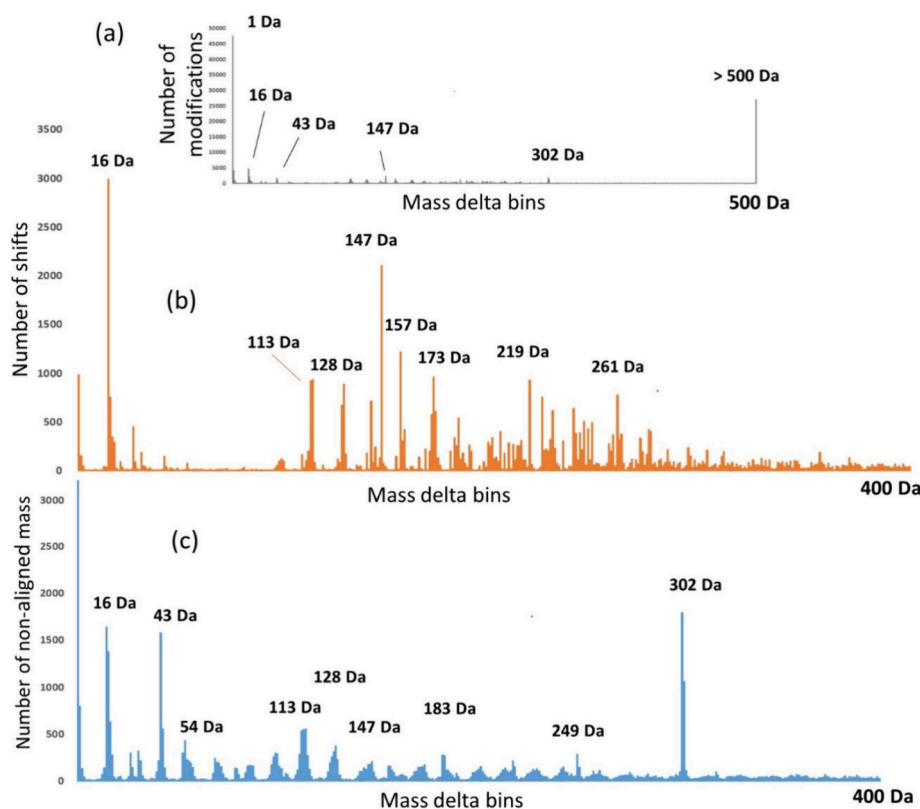 (a)
Number of
modifications
50000
45000
40000
35000
30000
25000
20000
15000
10000
5000
0
1 Da
16 Da
43 Da
147 Da
302 Da
> 500 Da
Mass delta bins
500 Da
(b)
Number of shifts
3500
3000
2500
2000
1500
1000
500
0
16 Da
113 Da
128 Da
147 Da
157 Da
173 Da
219 Da
261 Da
Mass delta bins
400 Da
(c)
Number of non-aligned mass
3000
2500
2000
1500
1000
500
0
16 Da
43 Da
54 Da
113 Da
128 Da
147 Da
183 Da
249 Da
302 Da
Mass delta bins
400 Da